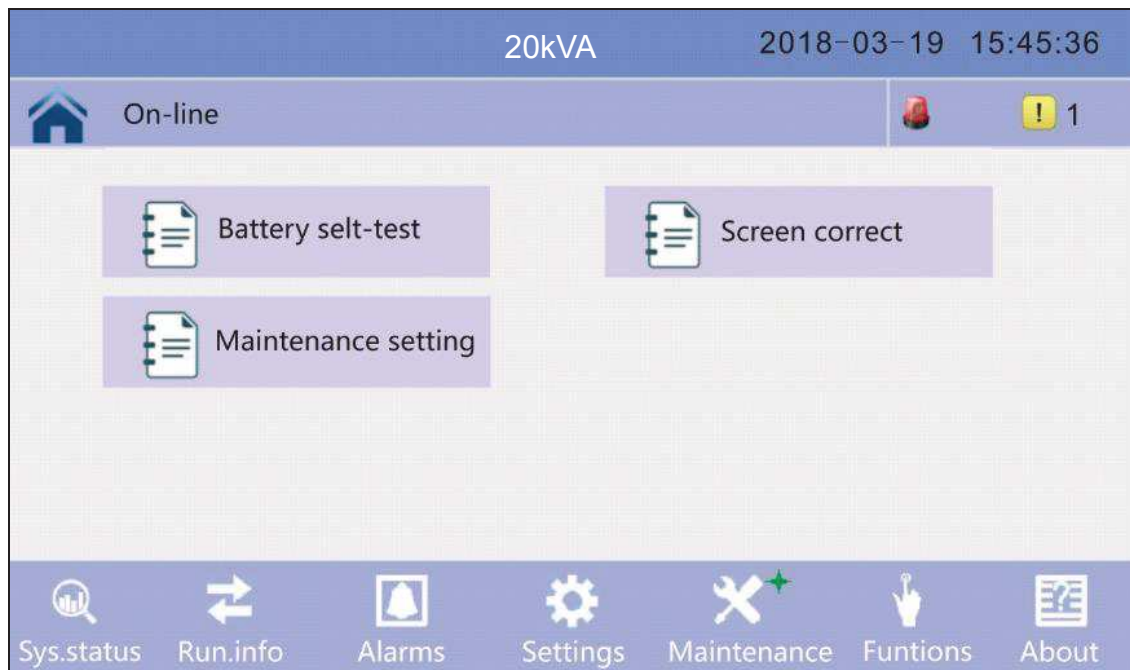 20kVA 2018-03-19 15:45:36
On-line ! 1
Battery selt-test Screen correct
Maintenance setting
Sys.status Run.info Alarms Settings Maintenance Funtions About